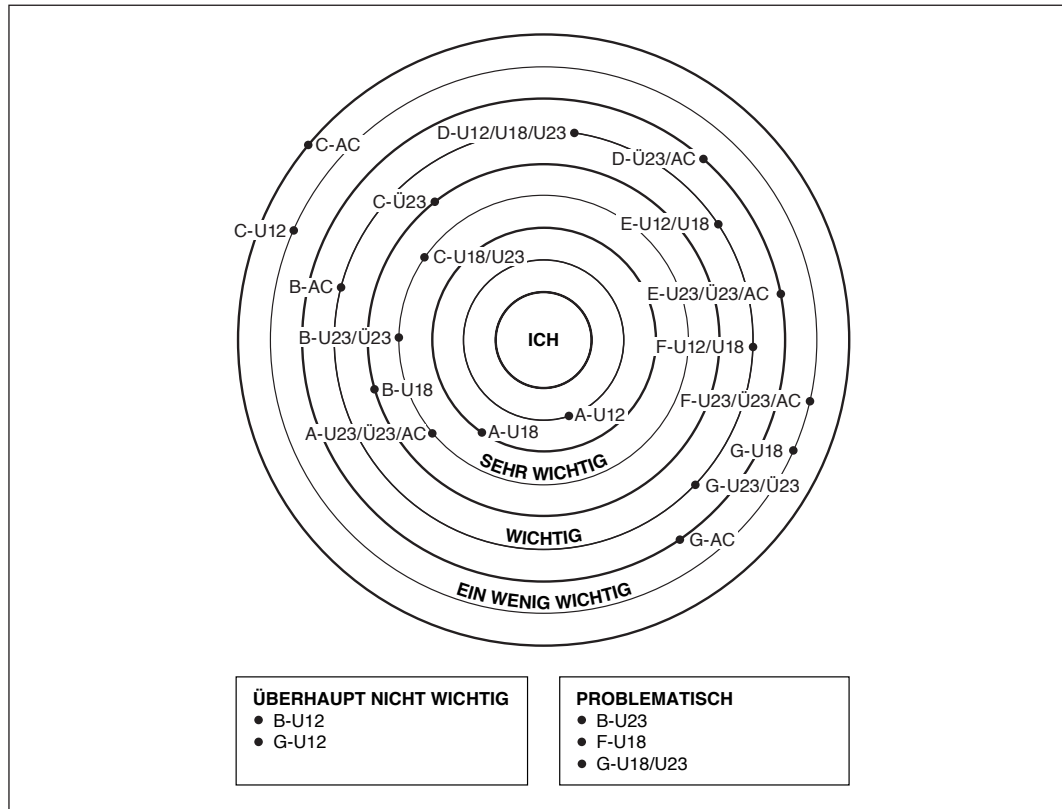 D-U12/U18/U23
C-AC
D-Ü23/AC
C-Ü23
E-U12/U18
C-U12
C-U18/U23
B-AC
E-U23/Ü23/AC
B-U23/Ü23
ICH
F-U12/U18
B-U18
F-U23/Ü23/AC
A-U12
A-U23/Ü23/AC
A-U18
G-U18
SEHR WICHTIG
G-U23/Ü23
WICHTIG
G-AC
EIN WENIG WICHTIG
ÜBERHAUPT NICHT WICHTIG
B-U12
G-U12
PROBLEMATISCH
B-U23
F-U18
G-U18/U23